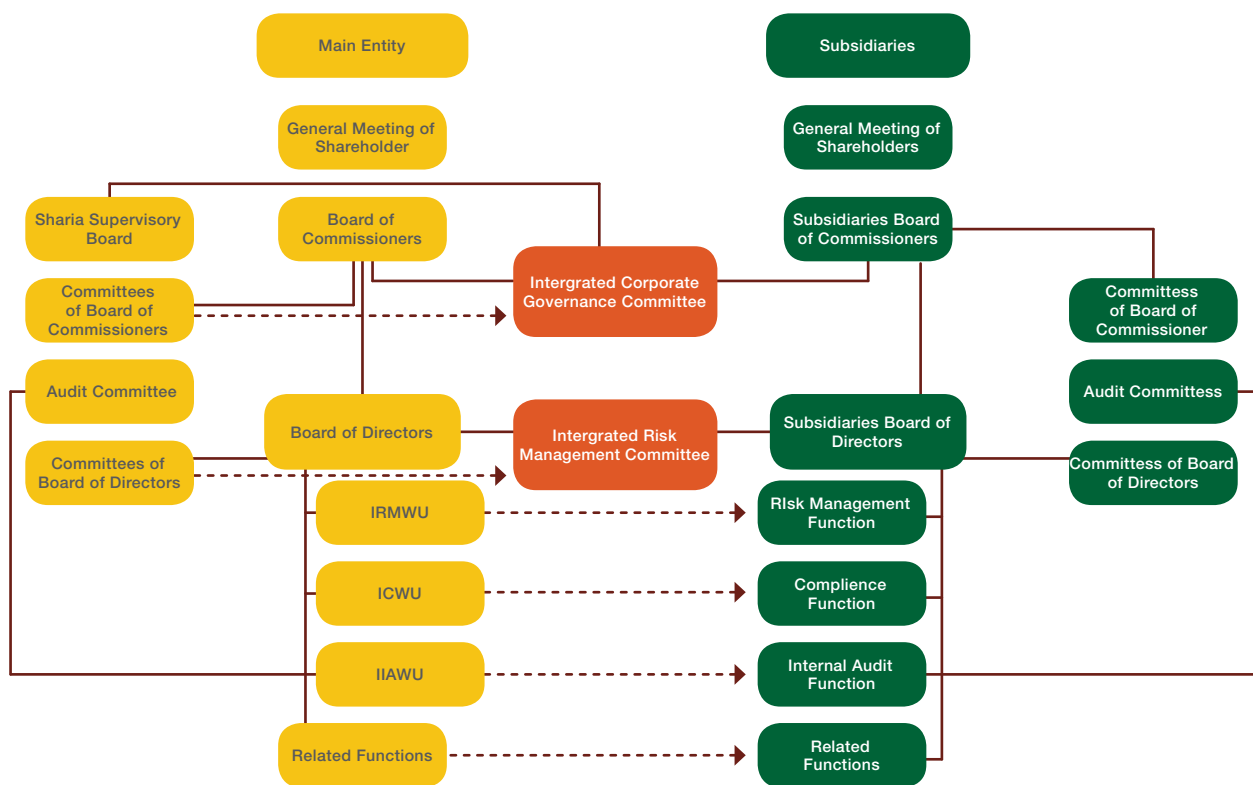 Main Entity
Subsidiaries
General Meeting of
Shareholder
General Meeting of
Shareholders
Sharia Supervisory
Board
Board of
Commissioners
Subsidiaries Board
of Commissioners
Intergrated Corporate
Governance Committee
Committees
of Board of
Commissioners
Committess
of Board of
Commissioner
Audit Committee
Audit Committess
Board of Directors
Intergrated Risk
Management Committee
Subsidiaries Board of
Directors
Committees of
Board of Directors
Committess of Board
of Directors
IRMWU
RIsk Management
Function
ICWU
Complience
Function
IIAWU
Internal Audit
Function
Related Functions
Related
Functions